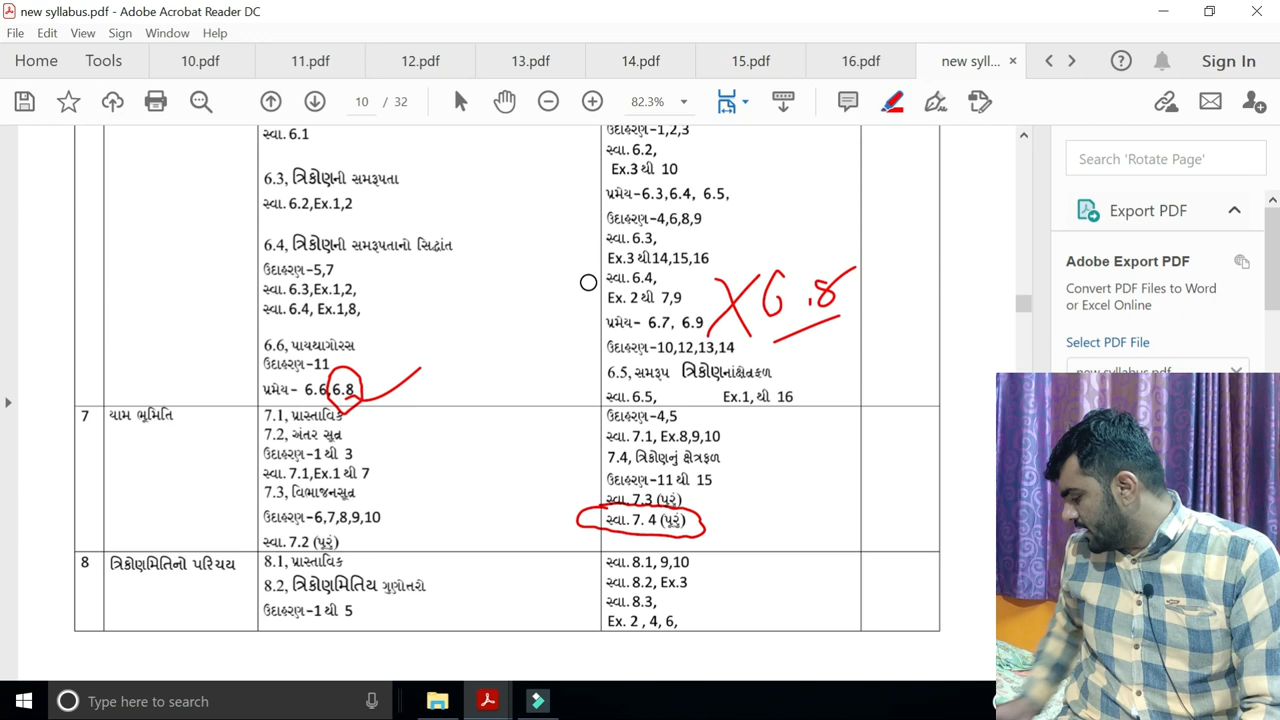 new syllabus.pdf - Adobe Acrobat Reader DC
File Edit View Sign Window Help
Home Tools 10.pdf 11.pdf 12.pdf 13.pdf 14.pdf 15.pdf 16.pdf new syll... Sign In
10 / 32 82.3%
સ્વા. 6.1
6.3, ત્રિકોણની સમરૂપતા
સ્વા. 6.2,Ex.1,2
6.4, ત્રિકોણની સમરૂપતાનો સિદ્ધાંત
ઉદાહરણ-5,7
સ્વા. 6.3,Ex.1,2,
સ્વા. 6.4, Ex.1,8,
6.6, પાયથાગોરસ
ઉદાહરણ-11
પ્રમેય- 6.6,6.8
ઉદાહરણ-1,2,3
સ્વા. 6.2,
Ex.3 થી 10
પ્રમેય-6.3,6.4, 6.5,
ઉદાહરણ-4,6,8,9
સ્વા. 6.3,
Ex.3 થી14,15,16
સ્વા. 6.4,
Ex. 2 થી 7,9
પ્રમેય- 6.7, 6.9
ઉદાહરણ-10,12,13,14
6.5, સમરૂપ ત્રિકોણનાંક્ષેત્રફળ
સ્વા. 6.5, Ex.1,થી 16
X 6.8
7 યામ ભૂમિતિ
7.1, પ્રાસ્તાવિક
7.2, અંતર સૂત્ર
ઉદાહરણ-1 થી 3
સ્વા. 7.1,Ex.1 થી 7
7.3, વિભાજનસૂત્ર
ઉદાહરણ-6,7,8,9,10
સ્વા. 7.2 (પૂરું)
ઉદાહરણ-4,5
સ્વા. 7.1, Ex.8,9,10
7.4, ત્રિકોણનું ક્ષેત્રફળ
ઉદાહરણ-11 થી 15
સ્વા. 7.3 (પૂરું)
સ્વા. 7. 4 (પૂરું)
8 ત્રિકોણમિતિનો પરિચય
8.1, પ્રાસ્તાવિક
8.2, ત્રિકોણમિતિય ગુણોતરો
ઉદાહરણ-1 થી 5
સ્વા. 8.1, 9,10
સ્વા. 8.2, Ex.3
સ્વા. 8.3,
Ex. 2 , 4, 6,
Search 'Rotate Page'
Export PDF
Adobe Export PDF
Convert PDF Files to Word
or Excel Online
Select PDF File
new syllabus.pdf
Type here to search